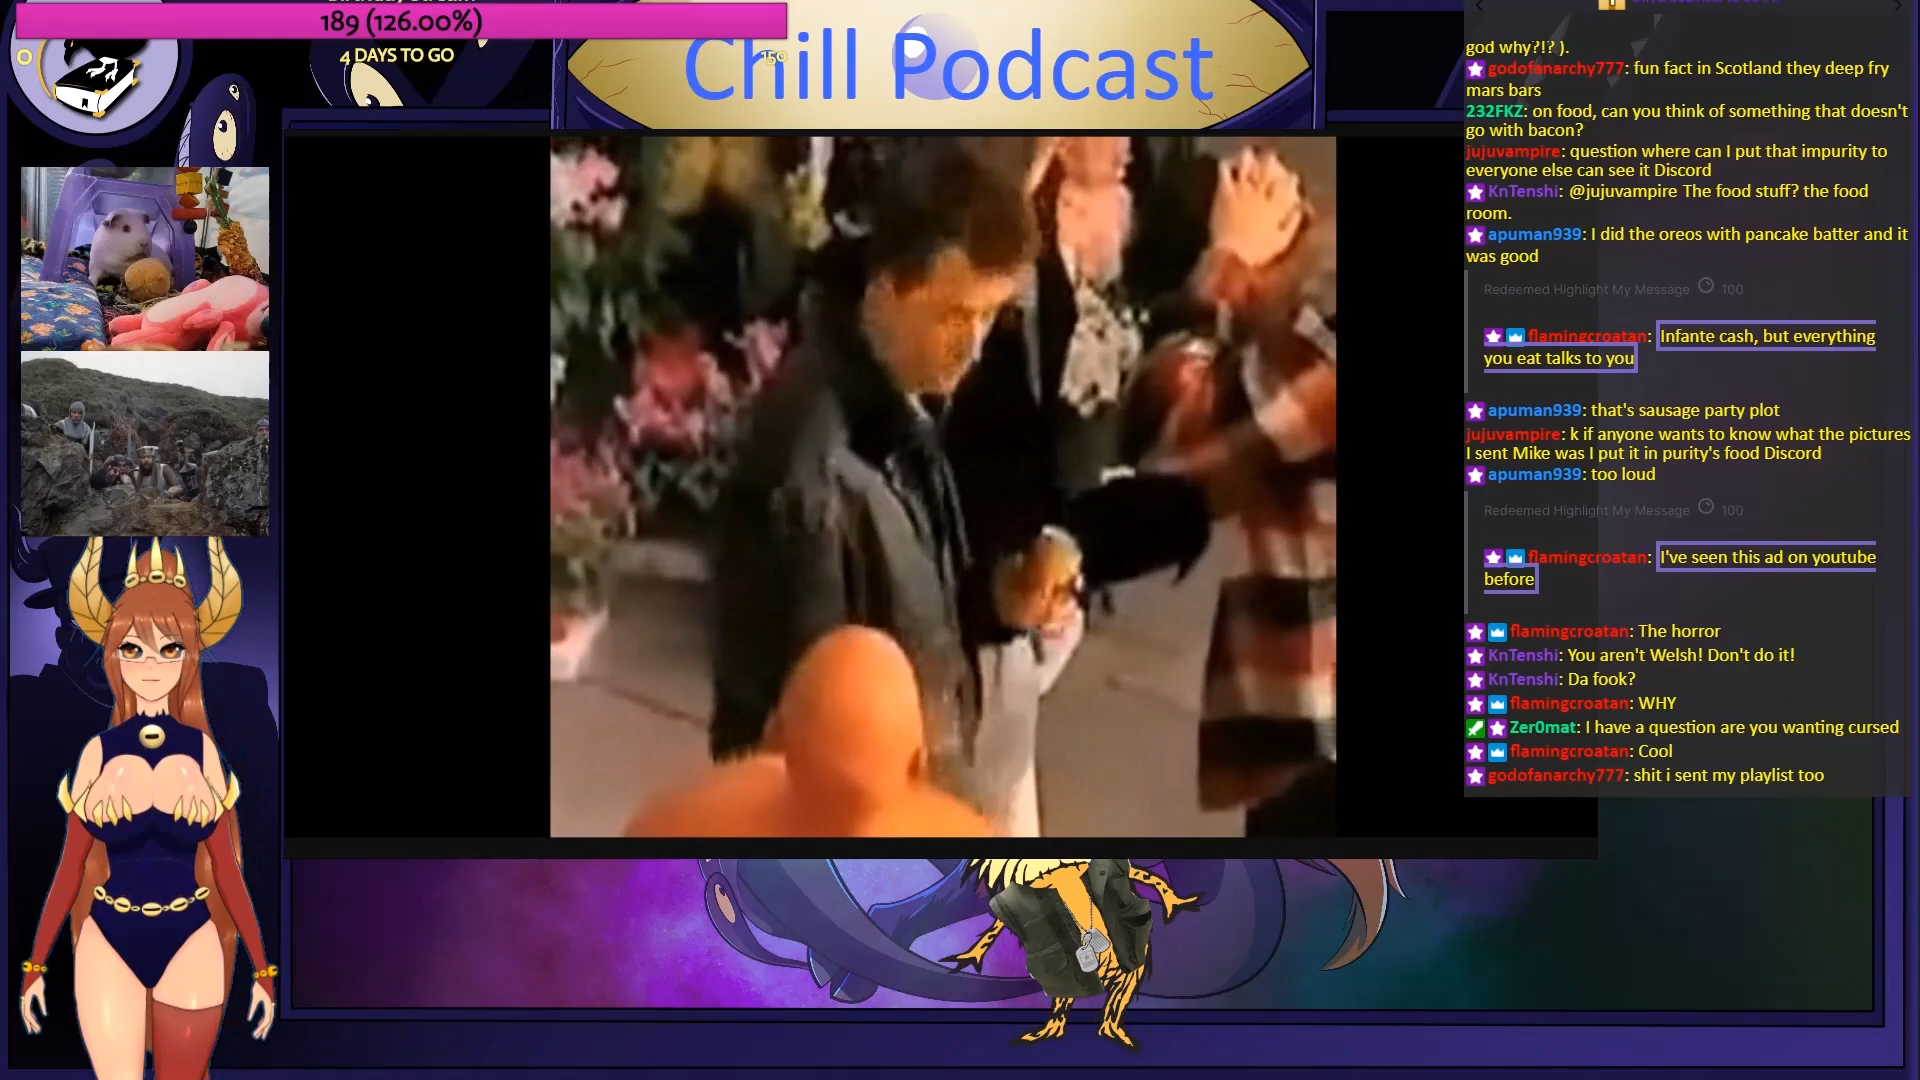 189 (126.00%)
4 DAYS TO GO
150
Chill Podcast
god why?!? ).
godofanarchy777: fun fact in Scotland they deep fry
mars bars
232FKZ: on food, can you think of something that doesn't
go with bacon?
jujuvampire: question where can I put that impurity to
everyone else can see it Discord
KnTenshi: @jujuvampire The food stuff? the food
room.
apuman939: I did the oreos with pancake batter and it
was good
Redeemed Highlight My Message 100
flamingcroatan: Infante cash, but everything
you eat talks to you
apuman939: that's sausage party plot
jujuvampire: k if anyone wants to know what the pictures
I sent Mike was I put it in purity's food Discord
apuman939: too loud
Redeemed Highlight My Message 100
flamingcroatan: I've seen this ad on youtube
before
flamingcroatan: The horror
KnTenshi: You aren't Welsh! Don't do it!
KnTenshi: Da fook?
flamingcroatan: WHY
Zer0mat: I have a question are you wanting cursed
flamingcroatan: Cool
godofanarchy777: shit i sent my playlist too